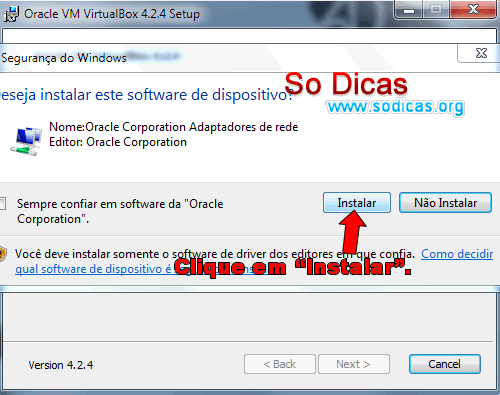 Oracle VM VirtualBox 4.2.4 Setup
Segurança do Windows
So Dicas
eseja instalar este software de dispositivo?
www.sodicas.org
Nome:Oracle Corporation Adaptadores de rede
Editor: Oracle Corporation
Sempre confiar em software da "Oracle
Corporation".
Instalar
Não Instalar
Você deve instalar somente o software de driver dos editores em que confia. Como decidir
qual software de dispositivo é
Clique em “Instalar”.
Version 4.2.4
< Back
Next >
Cancel